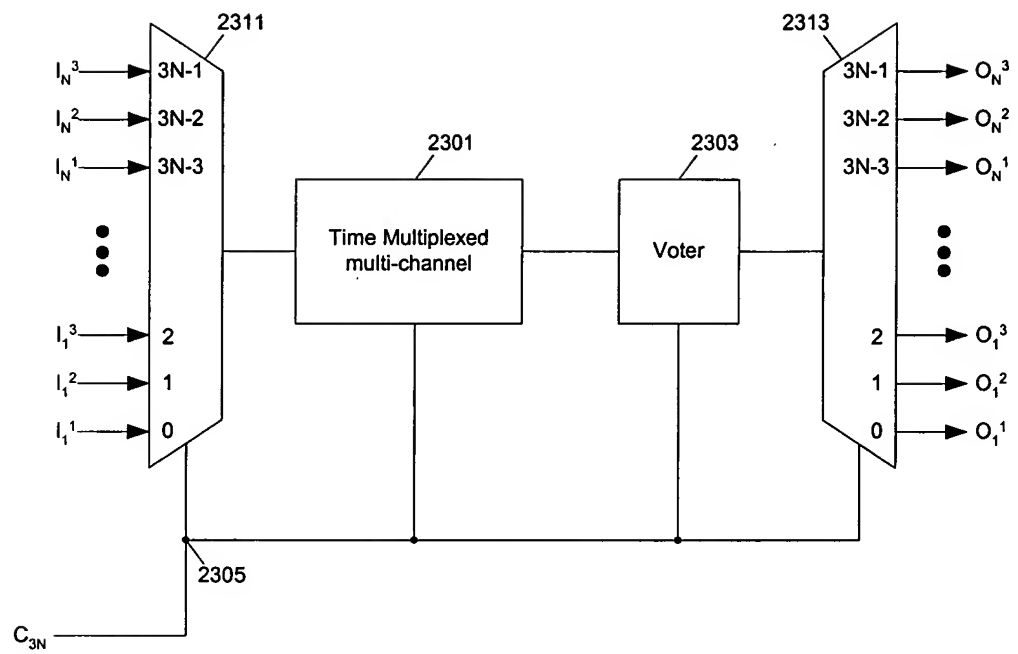 2311
2313
I_N^3 3N-1
3N-1 O_N^3
I_N^2 3N-2
3N-2 O_N^2
I_N^1 3N-3
3N-3 O_N^1
2301
2303
Time Multiplexed
multi-channel
Voter
I_1^3 2
2 O_1^3
I_1^2 1
1 O_1^2
I_1^1 0
0 O_1^1
2305
C_3N